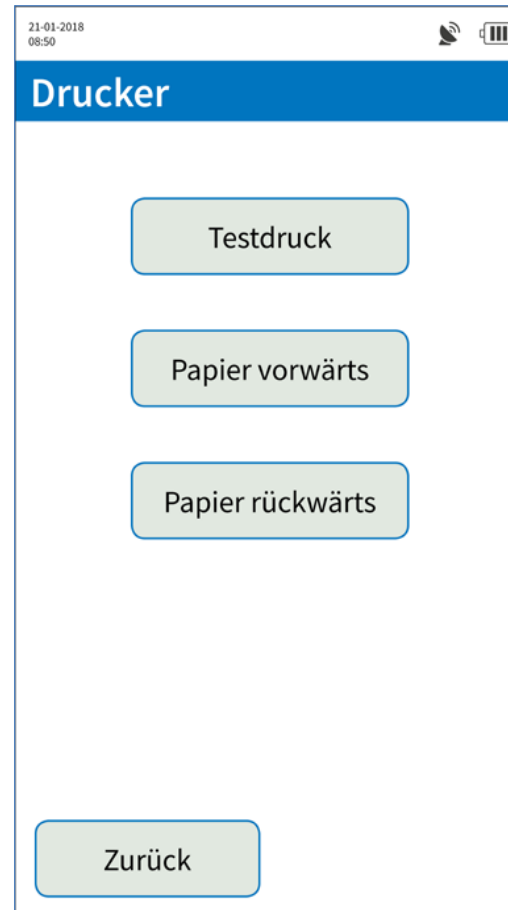 21-01-2018
08:50
Drucker
Testdruck
Papier vorwärts
Papier rückwärts
Zurück